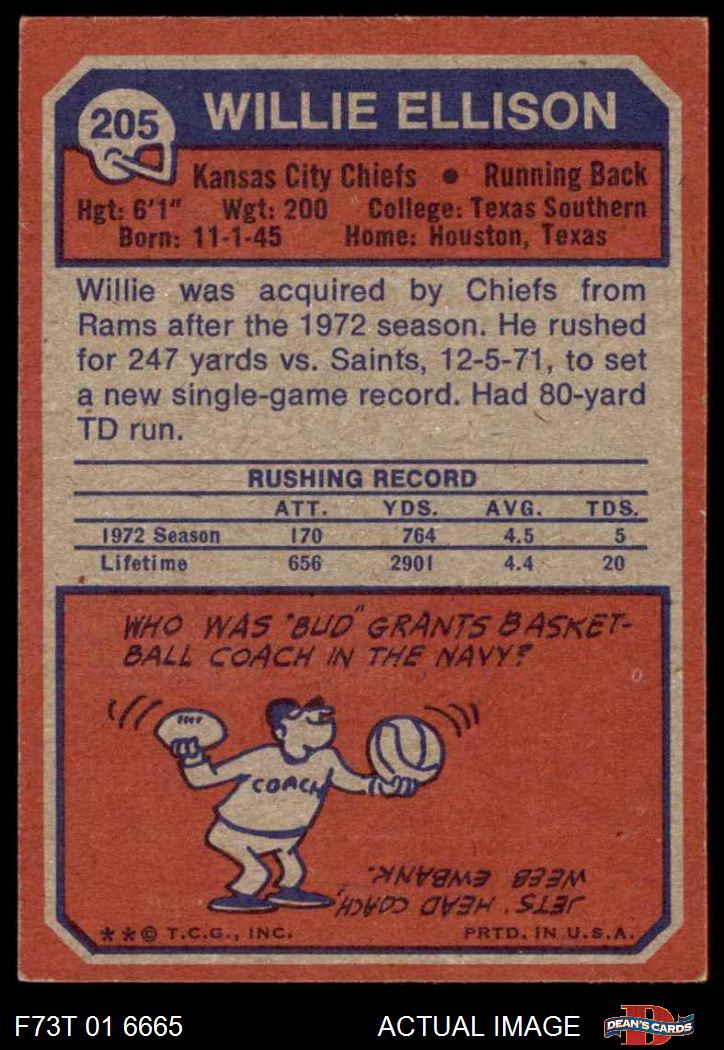 205
WILLIE ELLISON
Kansas City Chiefs • Running Back
Hgt: 6'1" Wgt: 200 College: Texas Southern
Born: 11-1-45 Home: Houston, Texas
Willie was acquired by Chiefs from
Rams after the 1972 season. He rushed
for 247 yards vs. Saints, 12-5-71, to set
a new single-game record. Had 80-yard
TD run.
RUSHING RECORD
ATT. YDS. AVG. TDS.
1972 Season 170 764 4.5 5
Lifetime 656 2901 4.4 20
WHO WAS "BUD" GRANTS BASKET-
BALL COACH IN THE NAVY?
COACH
JETS' HEAD COACH,
WEEB EWBANK.
**© T.C.G., INC. PRTD. IN U.S.A.
F73T 01 6665 ACTUAL IMAGE
D
DEAN'S CARDS